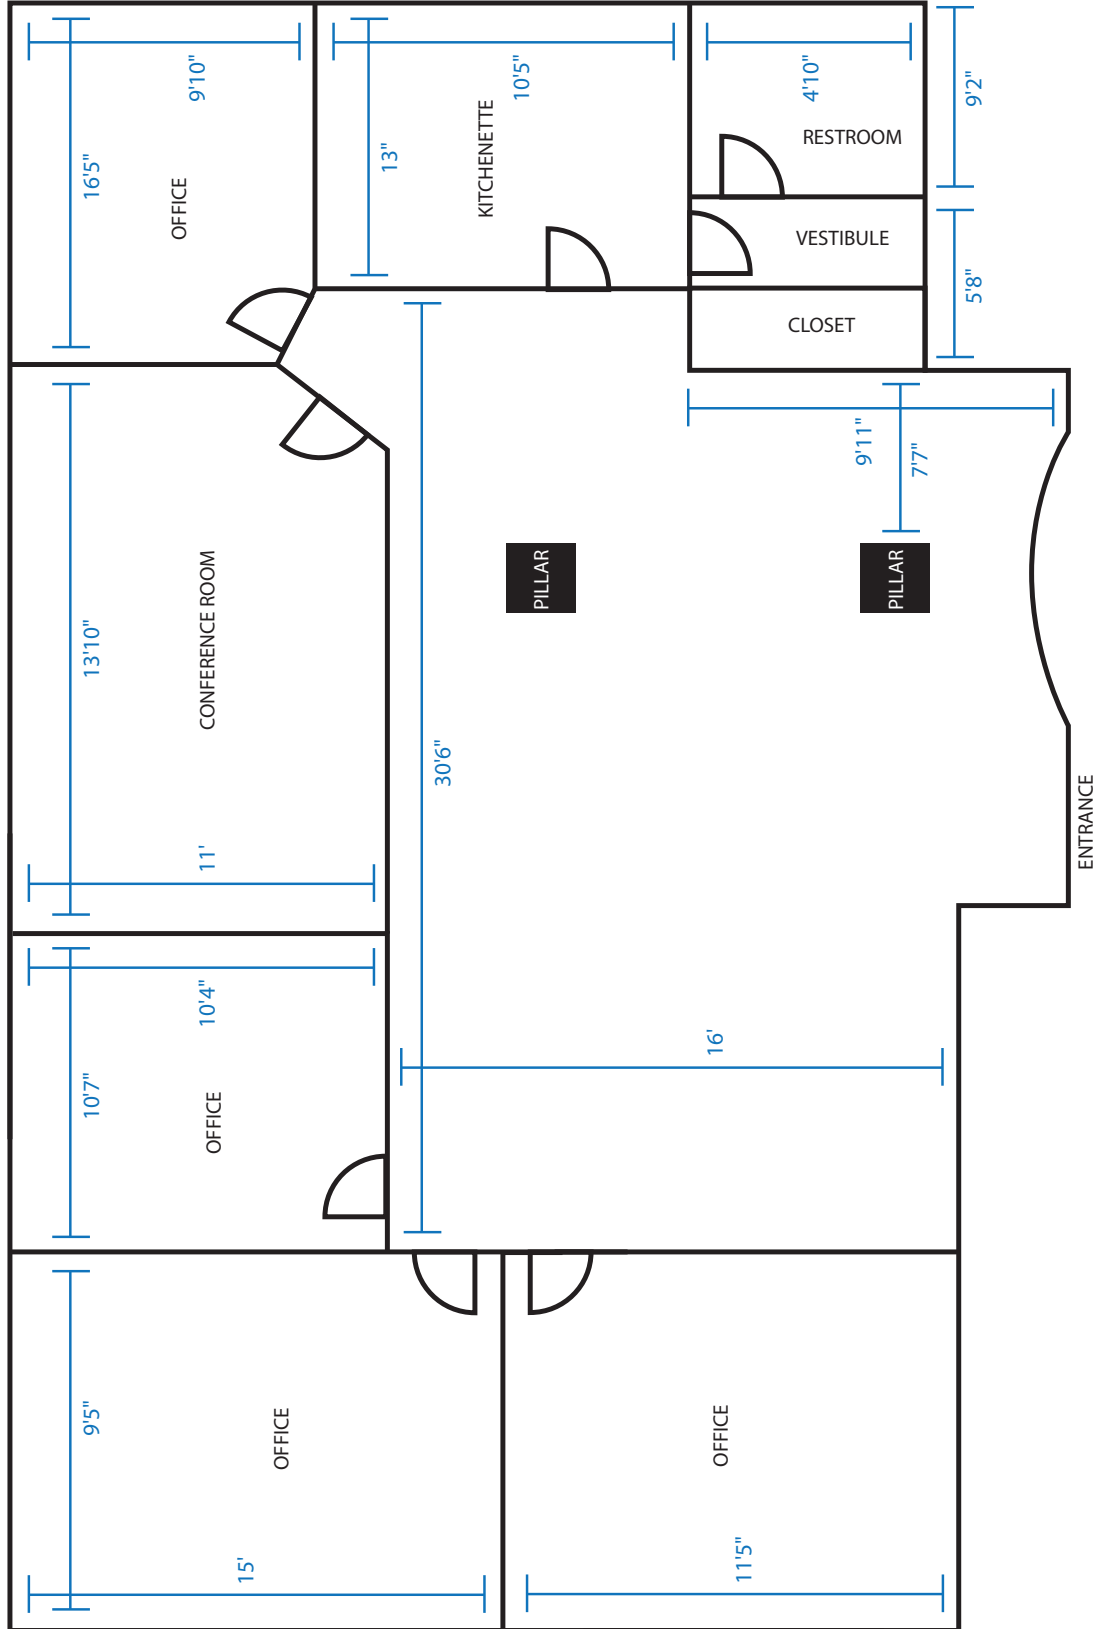 9'10"
16'5"
OFFICE
10'5"
13"
KITCHENETTE
4'10"
RESTROOM
9'2"
VESTIBULE
5'8"
CLOSET
9'11"
7'7"
CONFERENCE ROOM
13'10"
11'
PILLAR
PILLAR
30'6"
ENTRANCE
10'4"
10'7"
OFFICE
16'
9'5"
OFFICE
15'
OFFICE
11'5"